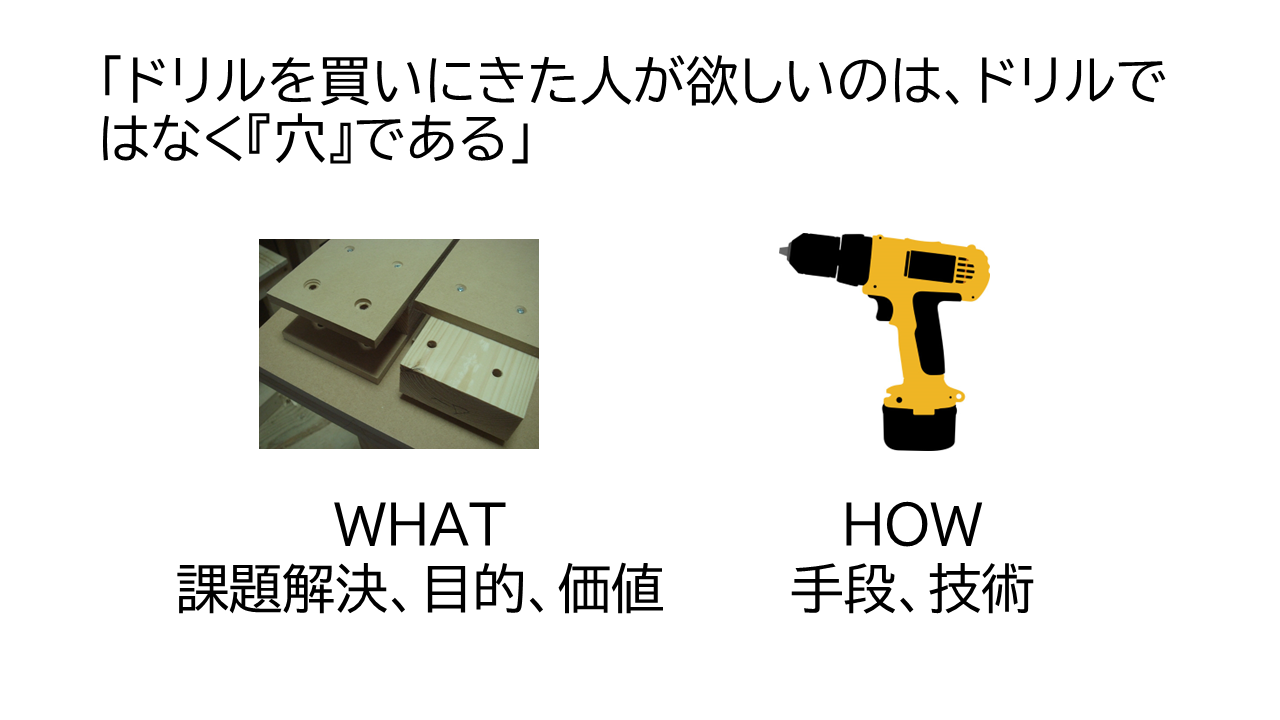 「ドリルを買いにきた人が欲しいのは、ドリルで
はなく『穴』である」
WHAT
課題解決、目的、価値
HOW
手段、技術